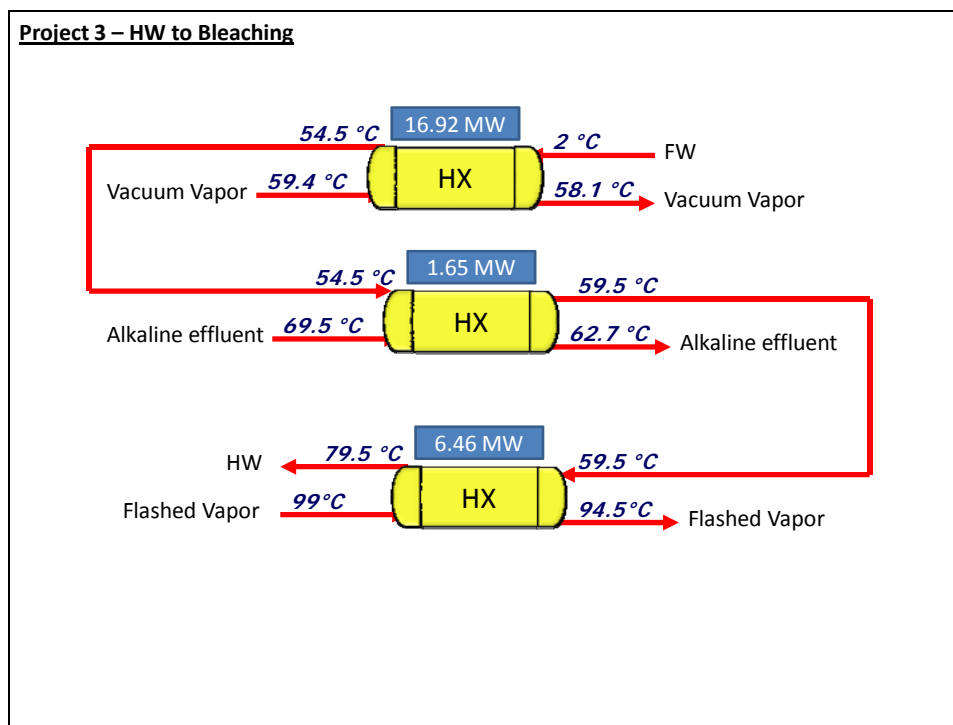 Project 3 – HW to Bleaching
16.92 MW
54.5 °C
2 °C
FW
HX
Vacuum Vapor
59.4 °C
58.1 °C
Vacuum Vapor
1.65 MW
54.5 °C
59.5 °C
HX
Alkaline effluent
69.5 °C
62.7 °C
Alkaline effluent
6.46 MW
HW
79.5 °C
59.5 °C
HX
Flashed Vapor
99°C
94.5°C
Flashed Vapor